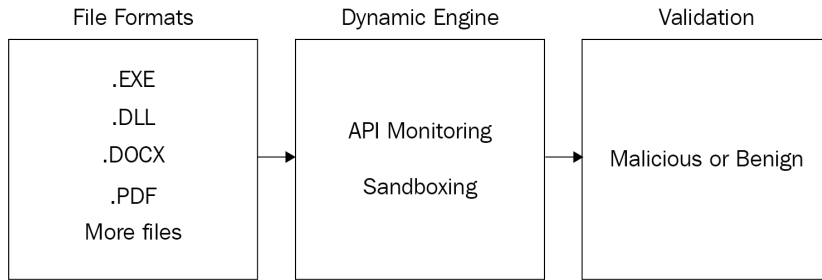 File Formats
Dynamic Engine
Validation
.EXE
.DLL
.DOCX
.PDF
More files
API Monitoring
Sandboxing
Malicious or Benign